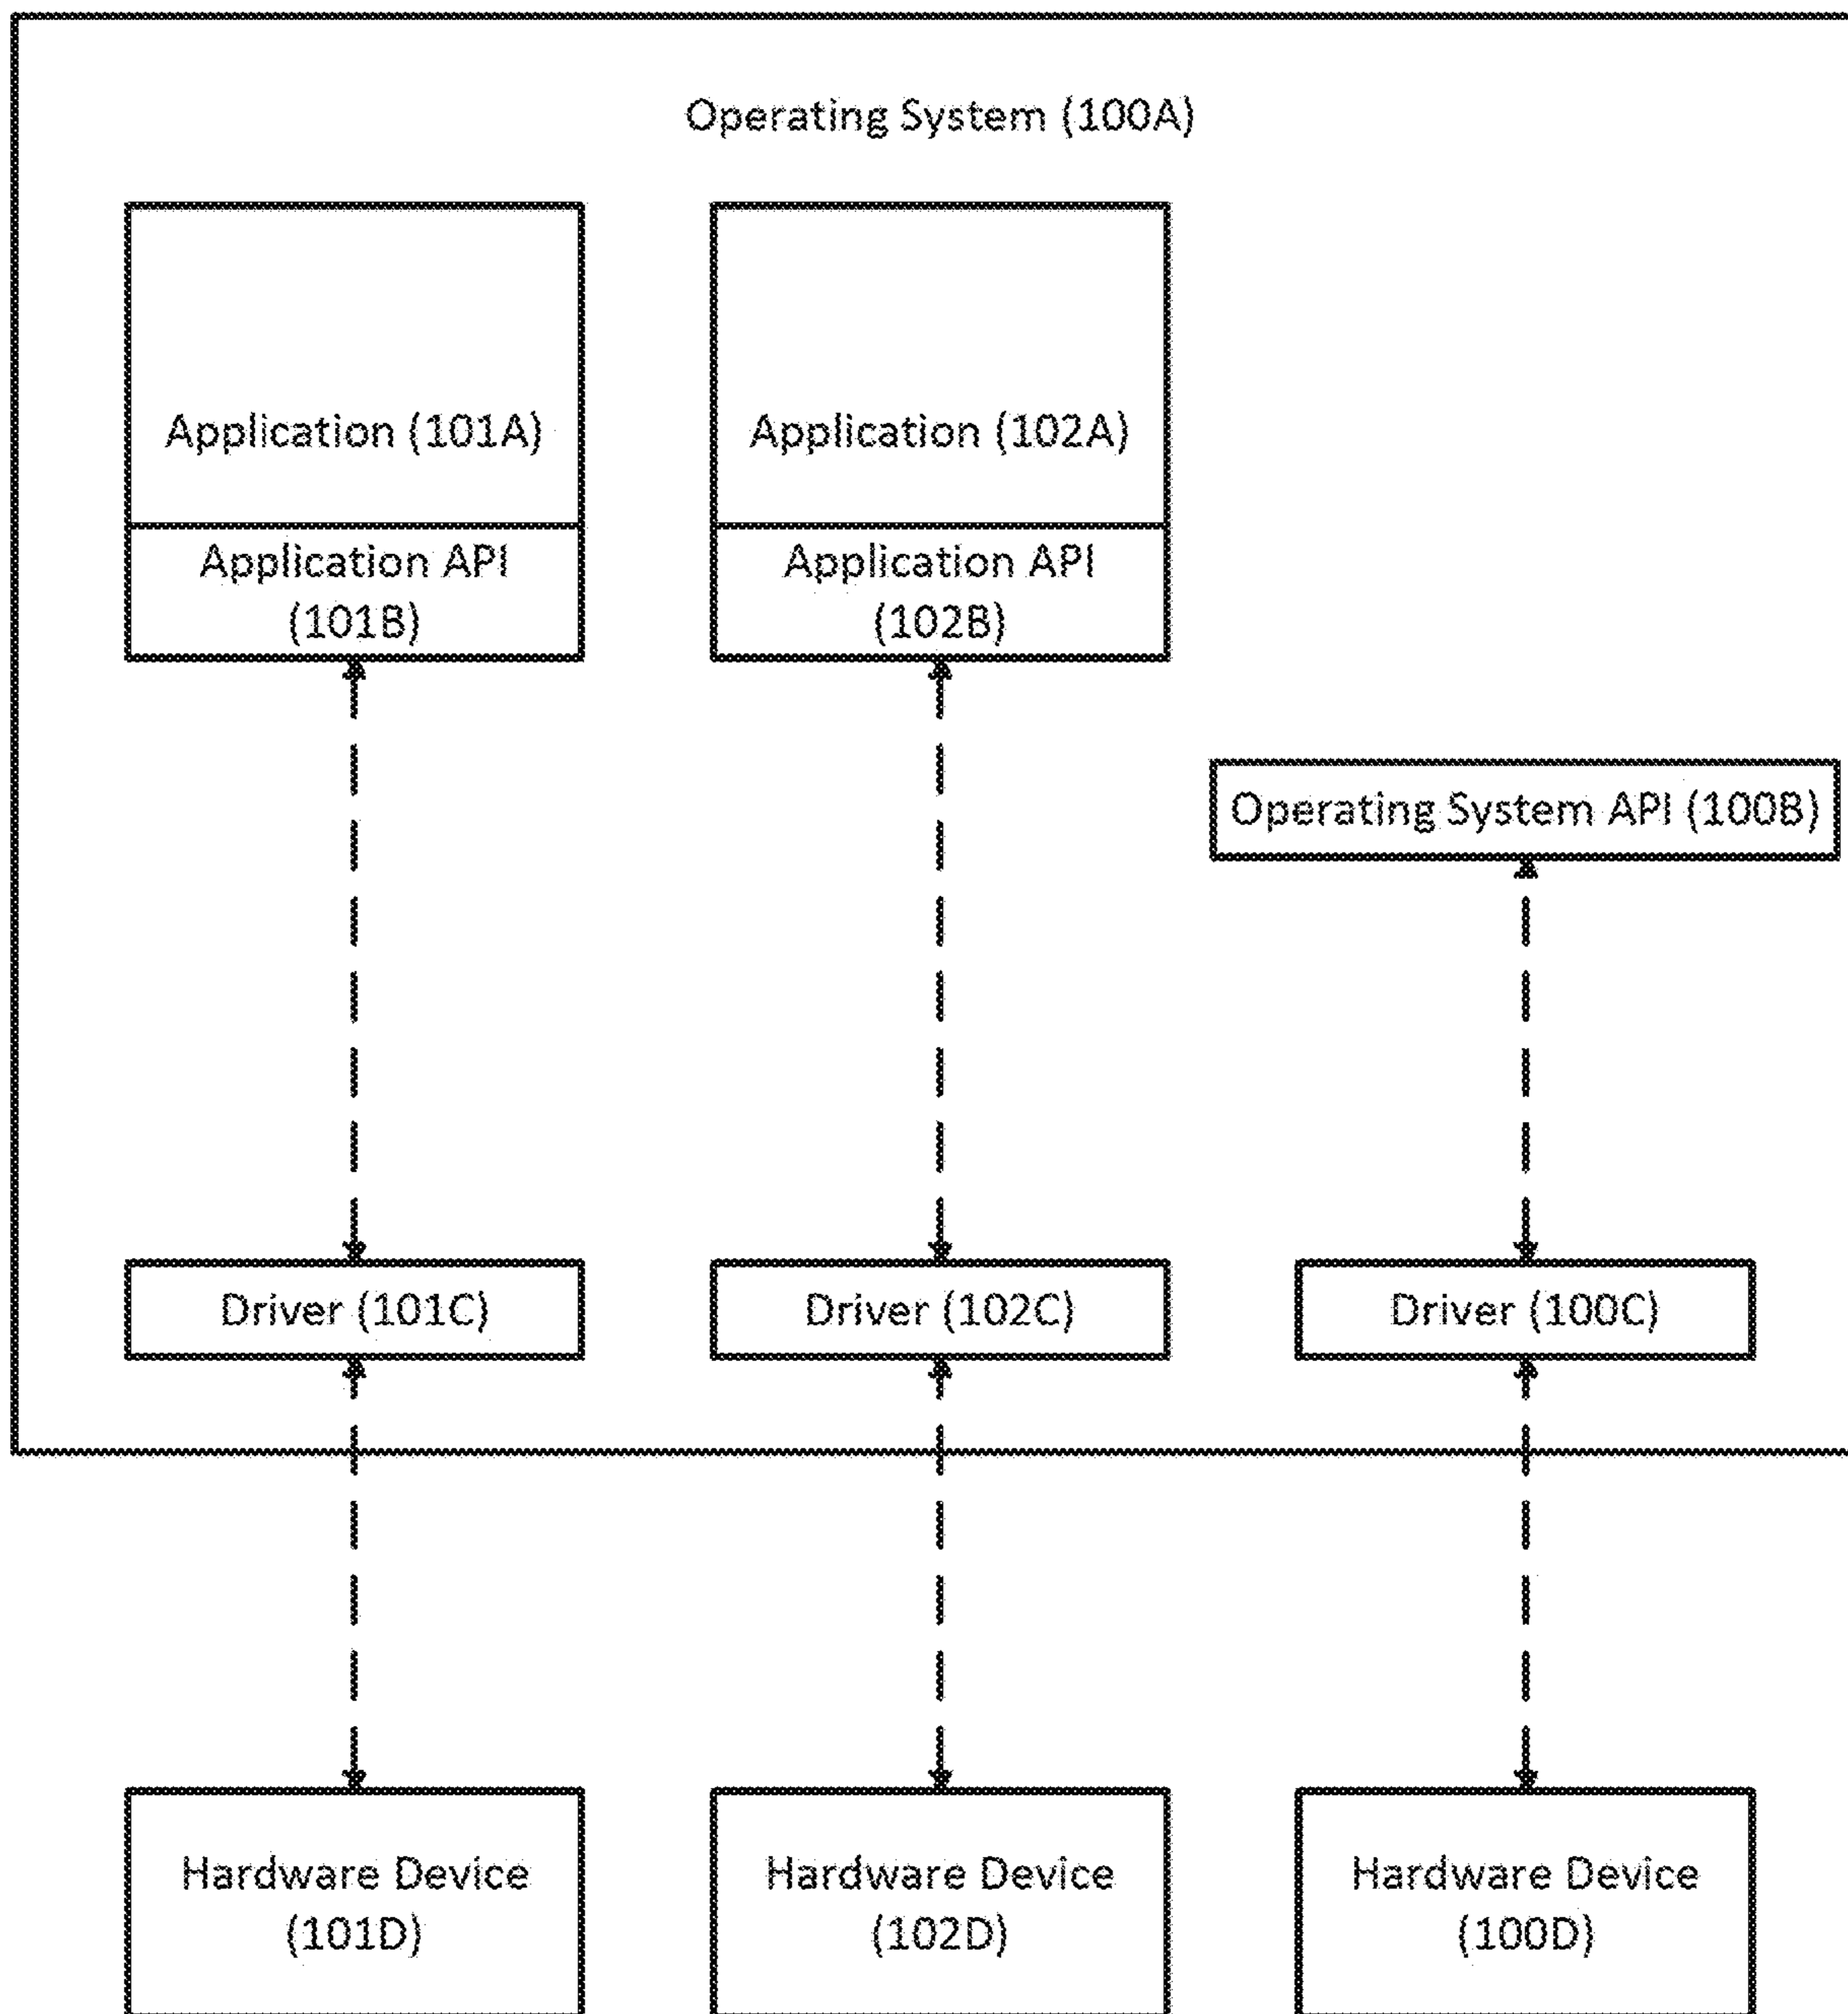 Operating System (100A)
Application (101A)
Application (102A)
Application API
(101B)
Application API
(102B)
Operating System API (100B)
Driver (101C)
Driver (102C)
Driver (100C)
Hardware Device
(101D)
Hardware Device
(102D)
Hardware Device
(100D)